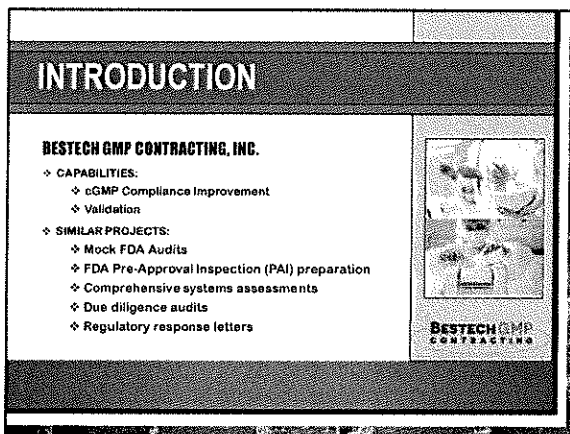 INTRODUCTION
BESTECH GMP CONTRACTING, INC.
❖ CAPABILITIES:
❖ cGMP Compliance Improvement
❖ Validation
❖ SIMILAR PROJECTS:
❖ Mock FDA Audits
❖ FDA Pre-Approval Inspection (PAI) preparation
❖ Comprehensive systems assessments
❖ Due diligence audits
❖ Regulatory response letters
BESTECH GMP
CONTRACTING